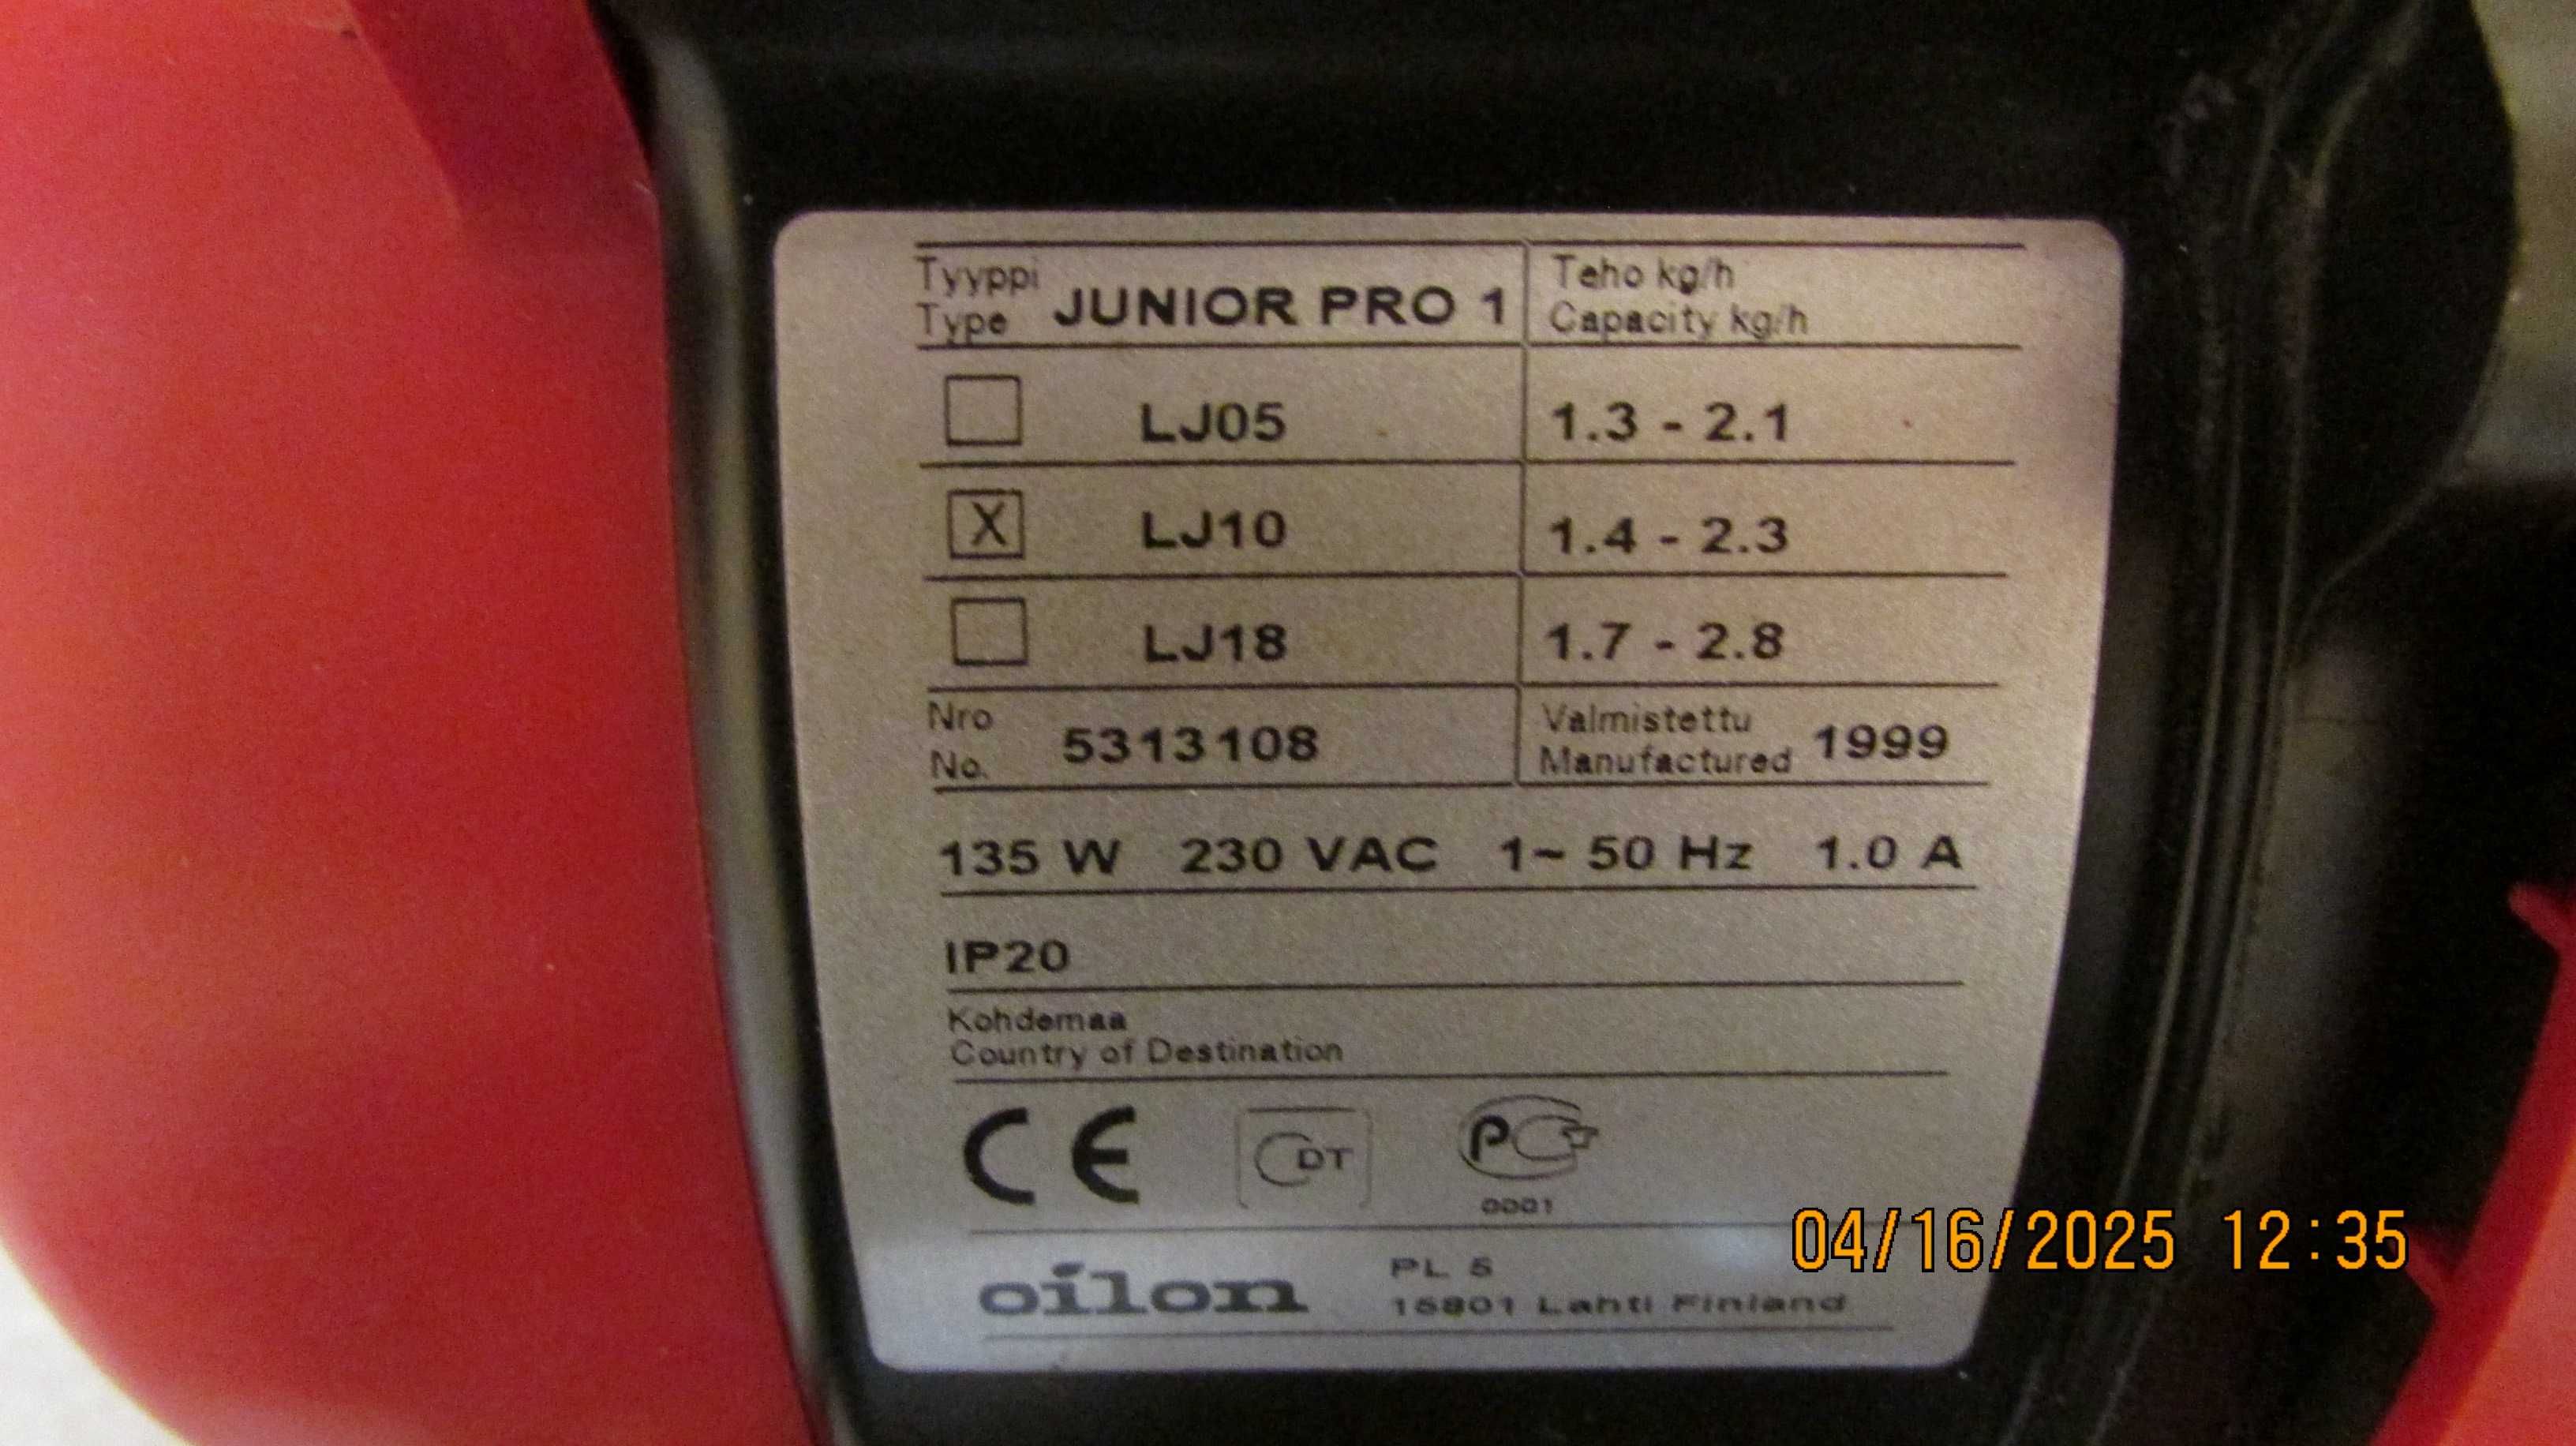 Tyyppi
Type JUNIOR PRO 1
Teho kg/h
Capacity kg/h
LJ05 1.3 - 2.1
X LJ10 1.4 - 2.3
LJ18 1.7 - 2.8
Nro
No. 5313108
Valmistettu
Manufactured 1999
135 W 230 VAC 1~ 50 Hz 1.0 A
IP20
Kohdemaa
Country of Destination
CE DT PC
0001
oilon
PL 5
15801 Lahti Finland
04/16/2025 12:35